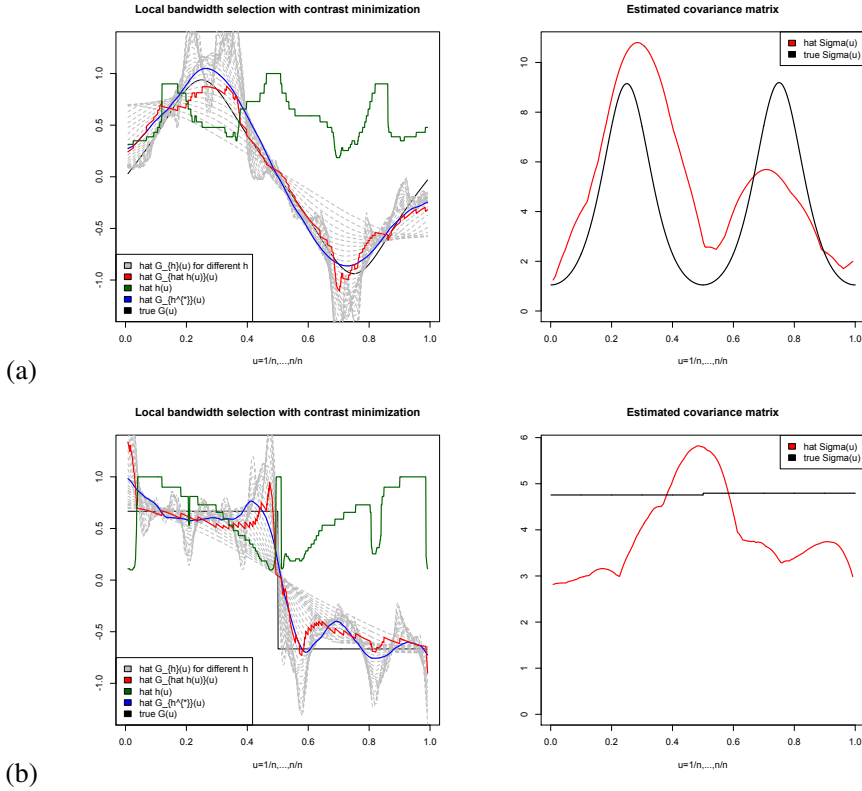 Local bandwidth selection with contrast minimization
1.0
0.5
0.0
-0.5
-1.0
hat G_{h}(u) for different h
hat G_{hat h(u)}(u)
hat h(u)
hat G_{h^{*}}(u)
true G(u)
0.0 0.2 0.4 0.6 0.8 1.0
u=1/n,...,n/n
Estimated covariance matrix
10
8
6
4
2
0
hat Sigma(u)
true Sigma(u)
0.0 0.2 0.4 0.6 0.8 1.0
(a)
Local bandwidth selection with contrast minimization
1.0
0.5
0.0
-0.5
-1.0
hat G_{h}(u) for different h
hat G_{hat h(u)}(u)
hat h(u)
hat G_{h^{*}}(u)
true G(u)
0.0 0.2 0.4 0.6 0.8 1.0
u=1/n,...,n/n
Estimated covariance matrix
6
5
4
3
2
1
0
hat Sigma(u)
true Sigma(u)
0.0 0.2 0.4 0.6 0.8 1.0
(b)